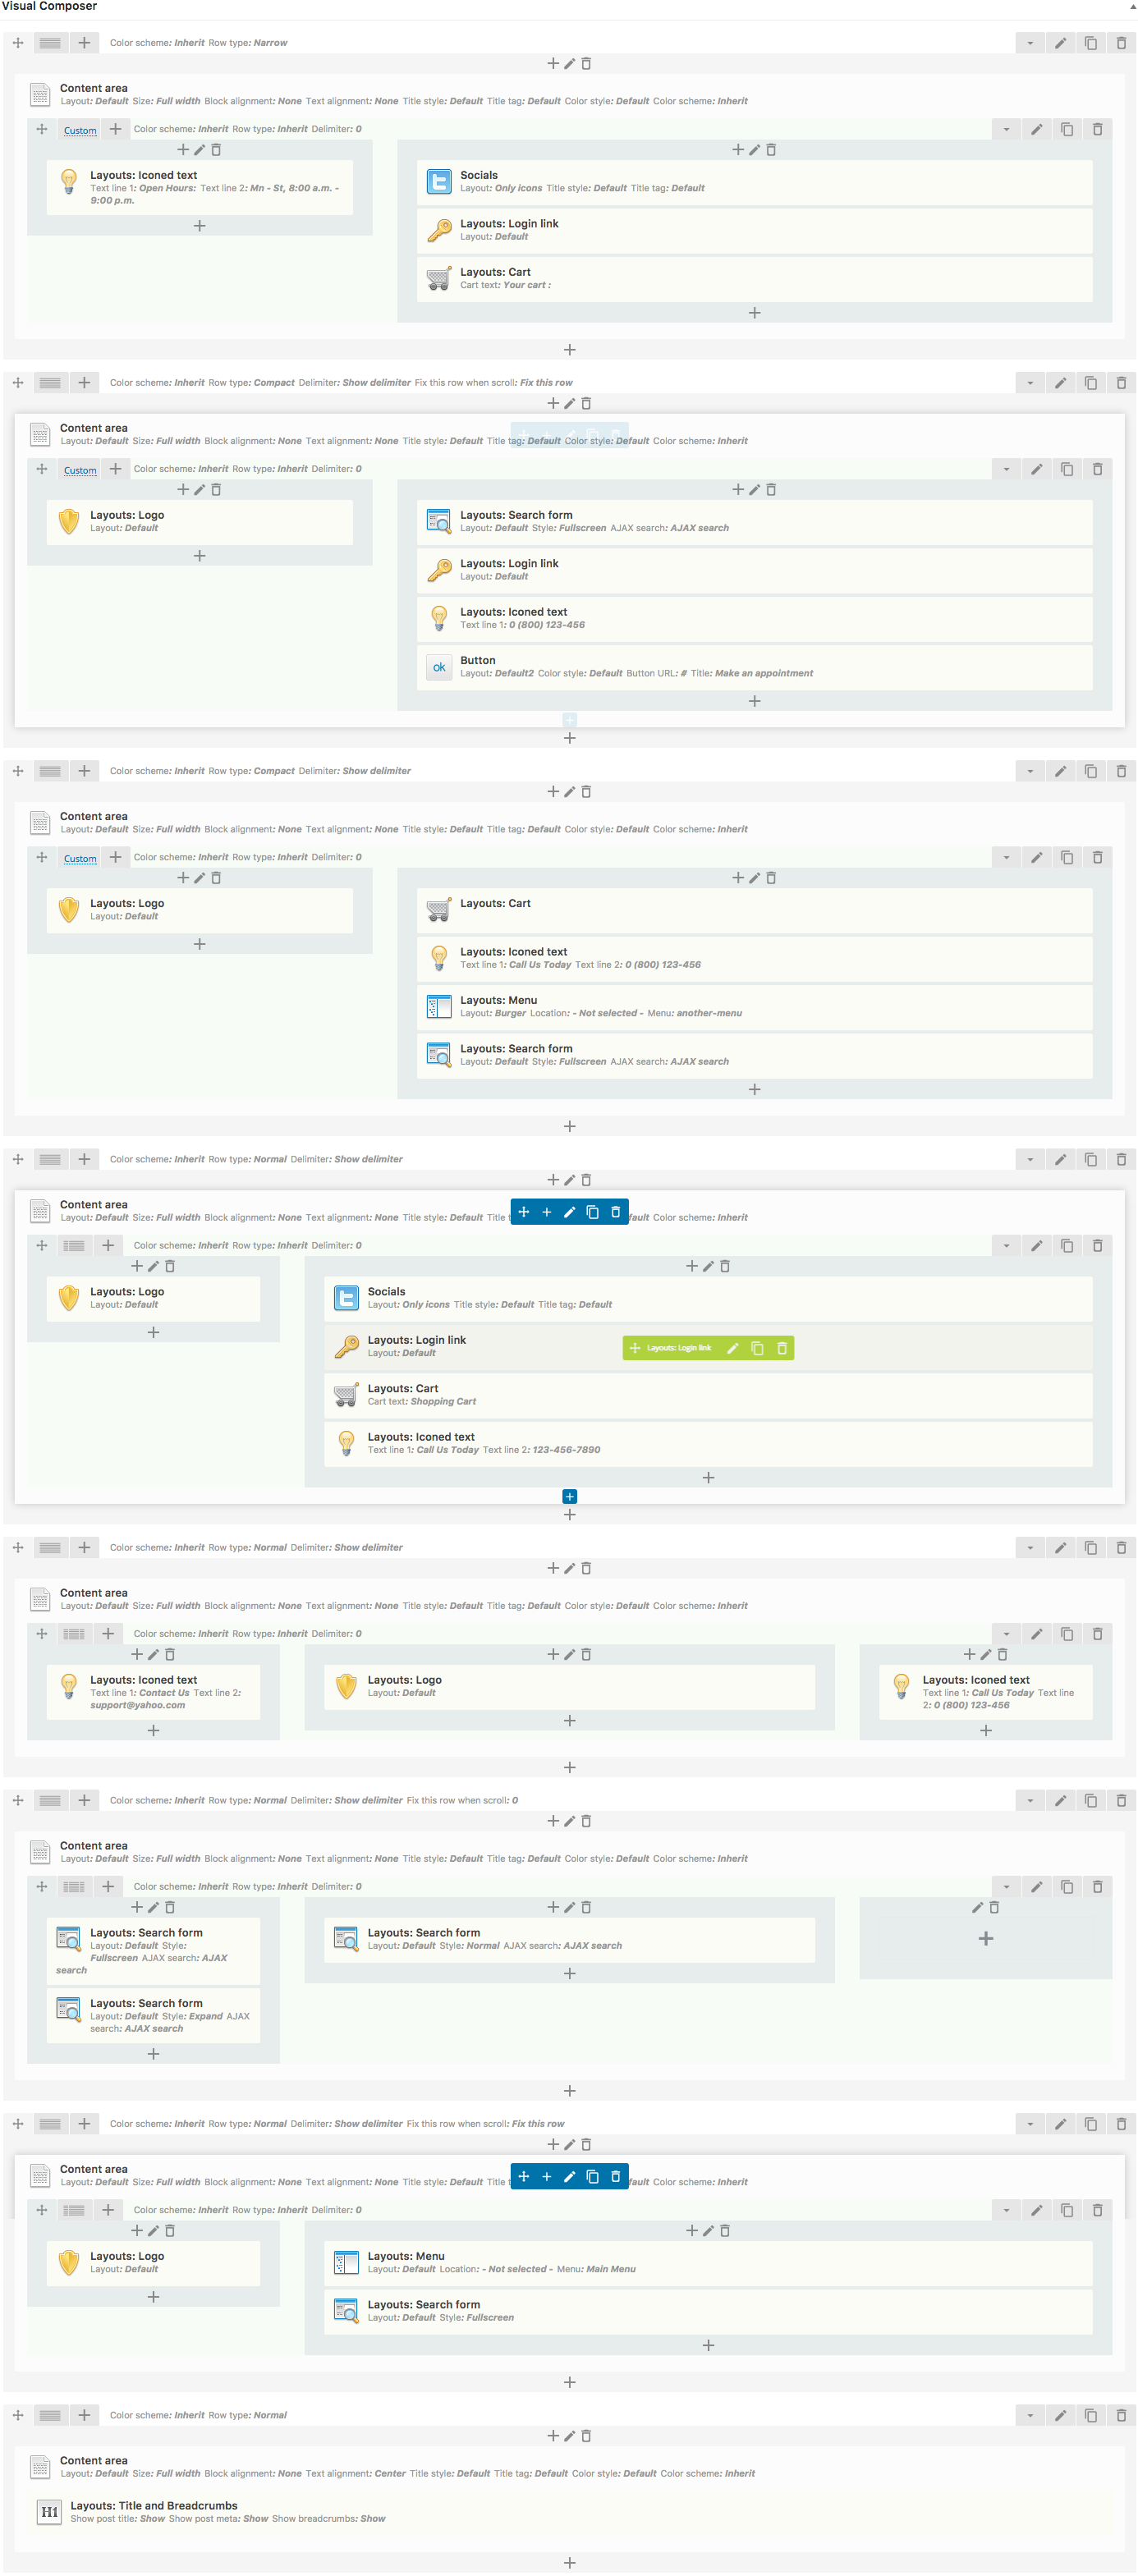 Visual Composer
Color scheme: Inherit Row type: Narrow
Content area
Layout: Default Size: Full width Block alignment: None Text alignment: None Title style: Default Title tag: Default Color style: Default Color scheme: Inherit
Custom Color scheme: Inherit Row type: Inherit Delimiter: 0
Layouts: Iconed text
Text line 1: Open Hours: Text line 2: Mn - St, 8:00 a.m. -
9:00 p.m.
Socials
Layout: Only icons Title style: Default Title tag: Default
Layouts: Login link
Layout: Default
Layouts: Cart
Cart text: Your cart :
Color scheme: Inherit Row type: Compact Delimiter: Show delimiter Fix this row when scroll: Fix this row
Content area
Layout: Default Size: Full width Block alignment: None Text alignment: None Title style: Default Title tag: Default Color style: Default Color scheme: Inherit
Custom Color scheme: Inherit Row type: Inherit Delimiter: 0
Layouts: Logo
Layout: Default
Layouts: Search form
Layout: Default Style: Fullscreen AJAX search: AJAX search
Layouts: Login link
Layout: Default
Layouts: Iconed text
Text line 1: 0 (800) 123-456
ok
Button
Layout: Default2 Color style: Default Button URL: # Title: Make an appointment
Color scheme: Inherit Row type: Compact Delimiter: Show delimiter
Content area
Layout: Default Size: Full width Block alignment: None Text alignment: None Title style: Default Title tag: Default Color style: Default Color scheme: Inherit
Custom Color scheme: Inherit Row type: Inherit Delimiter: 0
Layouts: Logo
Layout: Default
Layouts: Cart
Layouts: Iconed text
Text line 1: Call Us Today Text line 2: 0 (800) 123-456
Layouts: Menu
Layout: Burger Location: - Not selected - Menu: another-menu
Layouts: Search form
Layout: Default Style: Fullscreen AJAX search: AJAX search
Color scheme: Inherit Row type: Normal Delimiter: Show delimiter
Content area
Layout: Default Size: Full width Block alignment: None Text alignment: None Title style: Default Title Color scheme: Inherit
Color scheme: Inherit Row type: Inherit Delimiter: 0
Layouts: Logo
Layout: Default
Socials
Layout: Only icons Title style: Default Title tag: Default
Layouts: Login link
Layout: Default
Layouts: Login link
Layouts: Cart
Cart text: Shopping Cart
Layouts: Iconed text
Text line 1: Call Us Today Text line 2: 123-456-7890
Color scheme: Inherit Row type: Normal Delimiter: Show delimiter
Content area
Layout: Default Size: Full width Block alignment: None Text alignment: None Title style: Default Title tag: Default Color style: Default Color scheme: Inherit
Color scheme: Inherit Row type: Inherit Delimiter: 0
Layouts: Iconed text
Text line 1: Contact Us Text line 2:
support@yahoo.com
Layouts: Logo
Layout: Default
Layouts: Iconed text
Text line 1: Call Us Today Text line
2: 0 (800) 123-456
Color scheme: Inherit Row type: Normal Delimiter: Show delimiter Fix this row when scroll: 0
Content area
Layout: Default Size: Full width Block alignment: None Text alignment: None Title style: Default Title tag: Default Color style: Default Color scheme: Inherit
Color scheme: Inherit Row type: Inherit Delimiter: 0
Layouts: Search form
Layout: Default Style:
Fullscreen AJAX search: AJAX
search
Layouts: Search form
Layout: Default Style: Expand AJAX
search: AJAX search
Layouts: Search form
Layout: Default Style: Normal AJAX search: AJAX search
Color scheme: Inherit Row type: Normal Delimiter: Show delimiter Fix this row when scroll: Fix this row
Content area
Layout: Default Size: Full width Block alignment: None Text alignment: None Title style: Default Title Color scheme: Inherit
Color scheme: Inherit Row type: Inherit Delimiter: 0
Layouts: Logo
Layout: Default
Layouts: Menu
Layout: Default Location: - Not selected - Menu: Main Menu
Layouts: Search form
Layout: Default Style: Fullscreen
Color scheme: Inherit Row type: Normal
Content area
Layout: Default Size: Full width Block alignment: None Text alignment: Center Title style: Default Title tag: Default Color style: Default Color scheme: Inherit
H1
Layouts: Title and Breadcrumbs
Show post title: Show Show post meta: Show Show breadcrumbs: Show